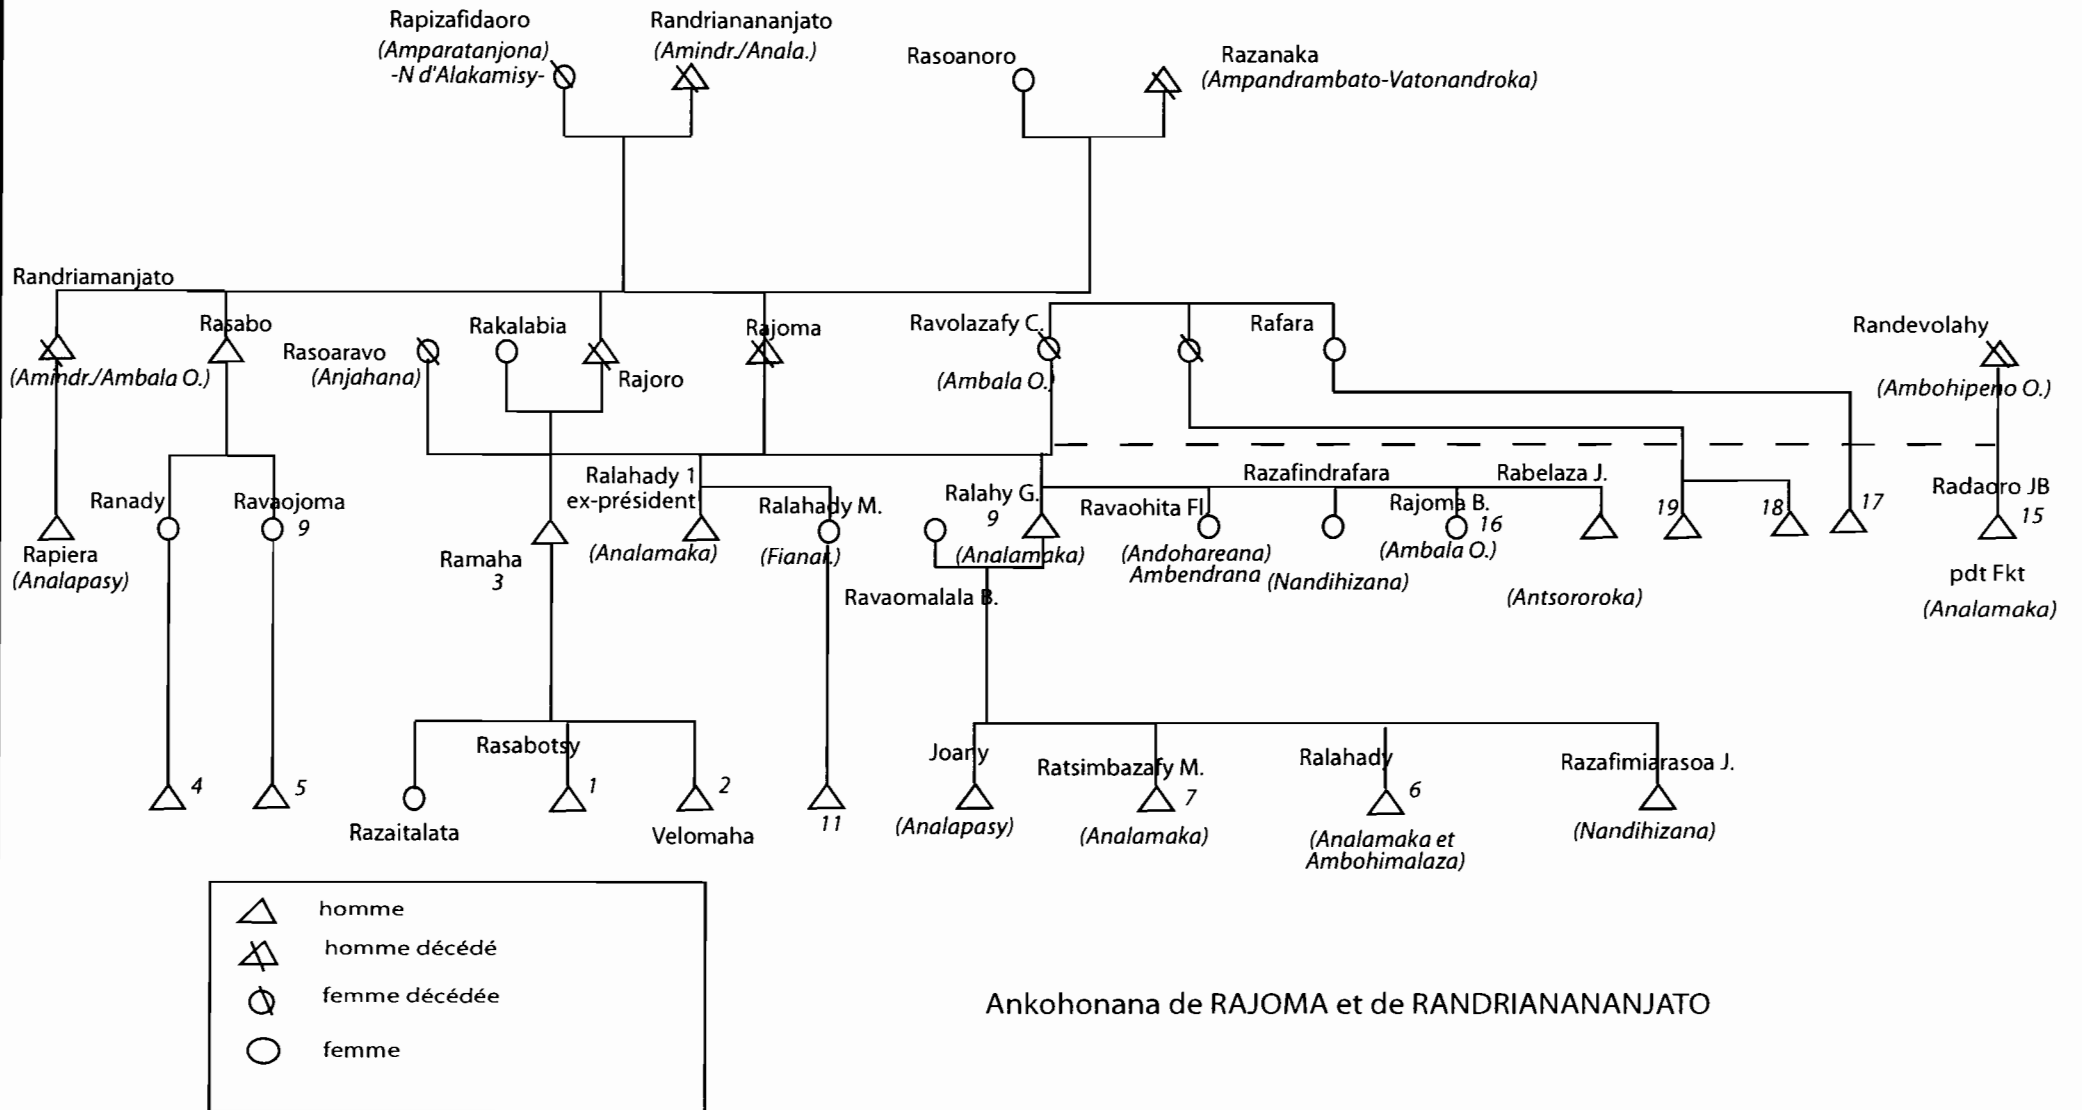 Rapizafidaoro
(Amparatanjona)
-N d'Alakamisy-
Randriananaanjato
(Amindr./Anala.)
Rasoanoro
Razanaka
(Ampandrambato-Vatonandroka)
Randriamanjato
(Amindr./Ambala O.)
Rasabo
Rasoaravo
(Anjahana)
Rakalabia
Rajoro
Rajoma
Ravolazafy C.
(Ambala O.)
Rafara
Randevolahy
(Ambohipeno O.)
Rapiera
(Analapasy)
Ranady
Ravaojoma
9
Ramaha
3
Ralahady 1
ex-président
(Analamaka)
Ralahady M.
(Fianar.)
Ralahy G.
9
(Analamaka)
Ravaomalala B.
Ravaohita Fl
(Andohareana)
Ambendrana
Razafindrafara
(Nandihizana)
Rajoma B.
16
(Ambala O.)
Rabelaza J.
(Antsororoka)
19
18
17
Radaoro JB
15
pdt Fkt
(Analamaka)
4
5
Razaitalata
Rasabotsy
1
2
Velomaha
11
Joany
(Analapasy)
Ratsimbazafy M.
7
(Analamaka)
Ralahady
6
(Analamaka et
Ambohimalaza)
Razafimiarasoa J.
(Nandihizana)
homme
homme décédé
femme décédée
femme
Ankohonana de RAJOMA et de RANDRIANANANJATO